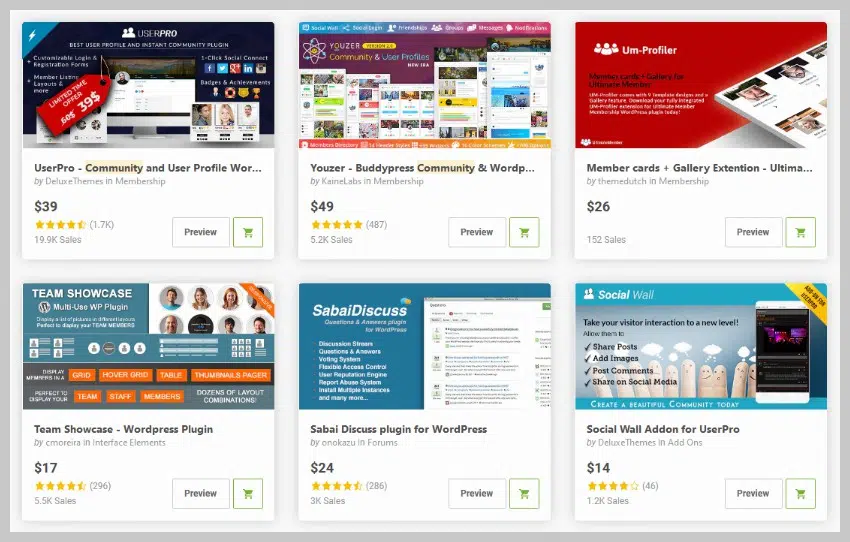 USERPRO
BEST USER PROFILE AND INSTANT COMMUNITY PLUGIN
Customizable Login &
Registration Forms
Member Listing
Layouts &
more
1-Click Social Connect
Badges & Achievements
LIMITED TIME
OFFER
60$ 39$
UserPro - Community and User Profile Wor...
by DeluxeThemes in Membership
$39
(1.7K)
19.9K Sales
Preview
Social Wall
Social Login
Friendships
Groups
Messages
Notifications
YOUZER
Community & User Profiles
NEW ERA
Members Directory
Youzer - Buddypress Community & Wordp...
by KaineLabs in Membership
$49
(487)
5.2K Sales
Preview
Um-Profiler
Member cards + Gallery for
Ultimate Member
UM-Profiler comes with 9 Template designs and a
Gallery feature. Download your fully integrated
UM-Profiler extension for Ultimate Member
Membership WordPress plugin today!
Member cards + Gallery Extention - Ultima...
by themedutch in Membership
$26
152 Sales
Preview
TEAM SHOWCASE
Multi-Use WP Plugin
Display a list of pictures in different layouts
Perfect to display your TEAM MEMBERS
DISPLAY
MEMBERS IN A
GRID
HOVER GRID
TABLE
THUMBNAILS PAGER
PERFECT TO
DISPLAY YOUR
TEAM
STAFF
MEMBERS
DOZENS OF LAYOUT
COMBINATIONS!
Team Showcase - Wordpress Plugin
by cmoreira in Interface Elements
$17
(296)
5.5K Sales
Preview
SabaiDiscuss
Questions & Answers plugin
for WordPress
Discussion Stream
Questions & Answers
Voting System
Flexible Access Control
User Reputation Engine
Report Abuse System
Install Multiple Instances
and many more...
Questions
Sabai Discuss plugin for WordPress
by onokazu in Forums
$24
(286)
3K Sales
Preview
Social Wall
ADD-ON FOR
USERPRO
Take your visitor interaction to a new level!
Allow them to
Share Posts
Add Images
Post Comments
Share on Social Media
CREATE A BEAUTIFUL COMMUNITY TODAY
Social Wall Addon for UserPro
by DeluxeThemes in Add Ons
$14
(46)
1.2K Sales
Preview